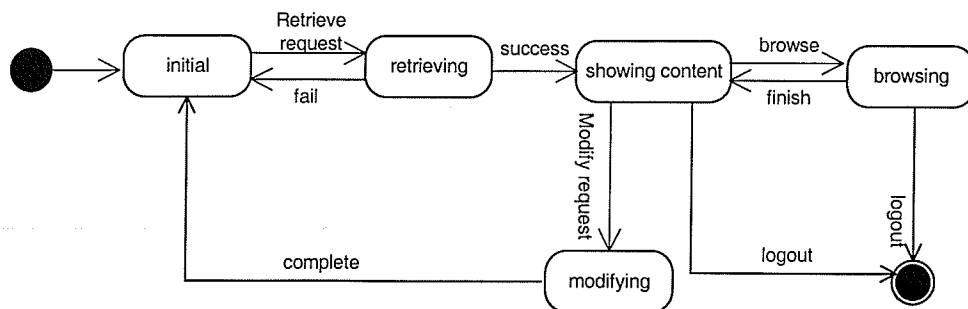 Retrieve
request
initial
retrieving
fail
success
showing content
browse
finish
browsing
Modify request
logout
logout
complete
modifying